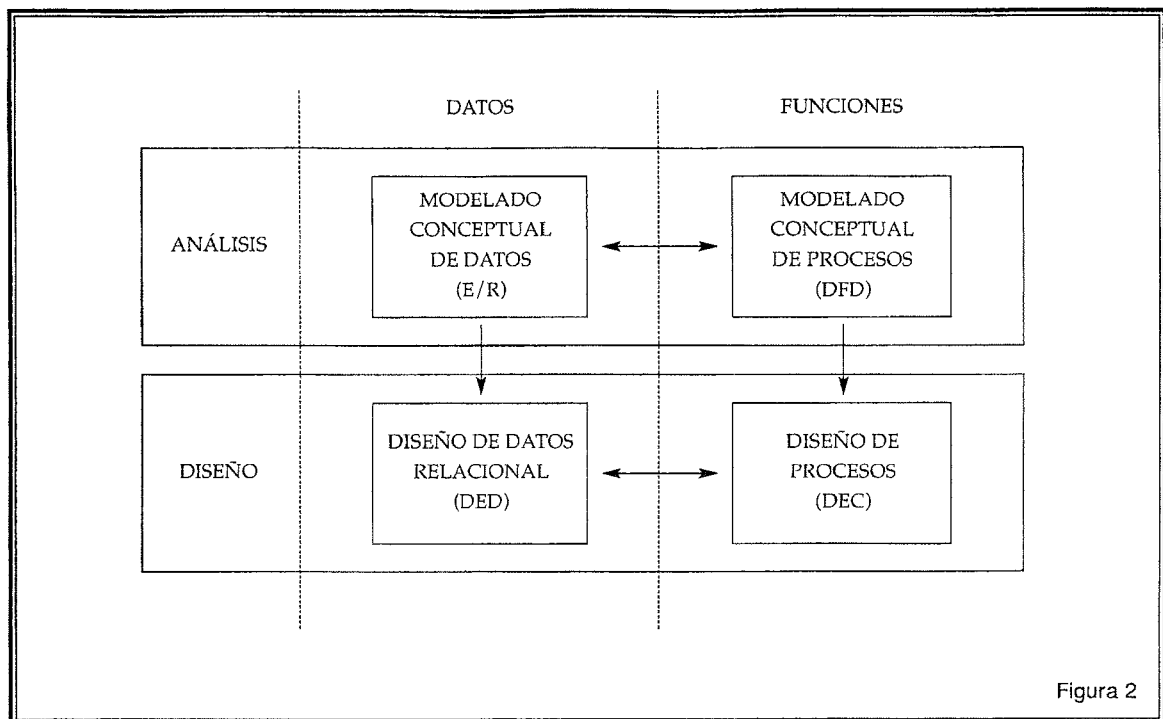 DATOS
FUNCIONES
ANÁLISIS
MODELADO
CONCEPTUAL
DE DATOS
(E/R)
MODELADO
CONCEPTUAL
DE PROCESOS
(DFD)
DISEÑO
DISEÑO DE DATOS
RELACIONAL
(DED)
DISEÑO DE
PROCESOS
(DEC)
Figura 2